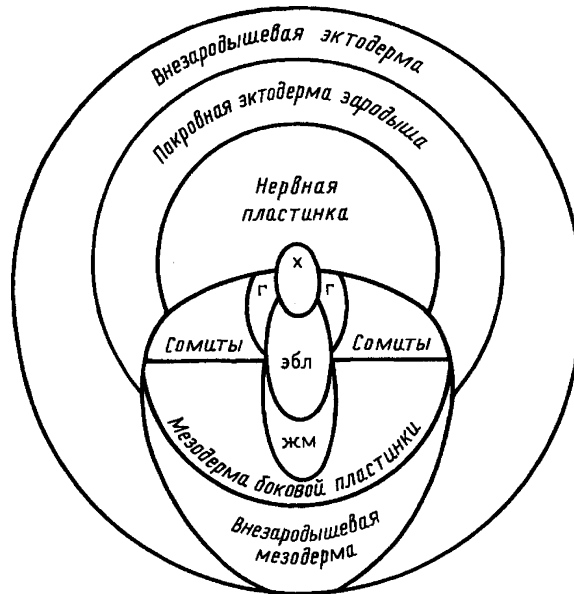 Внезародышевая эктодерма
Покровная эктодерма зародыша
Нервная
пластинка
х
г
г
Сомиты
Сомиты
эбл
жм
Мезодерма боковой пластинки
Внезародышевая
мезодерма